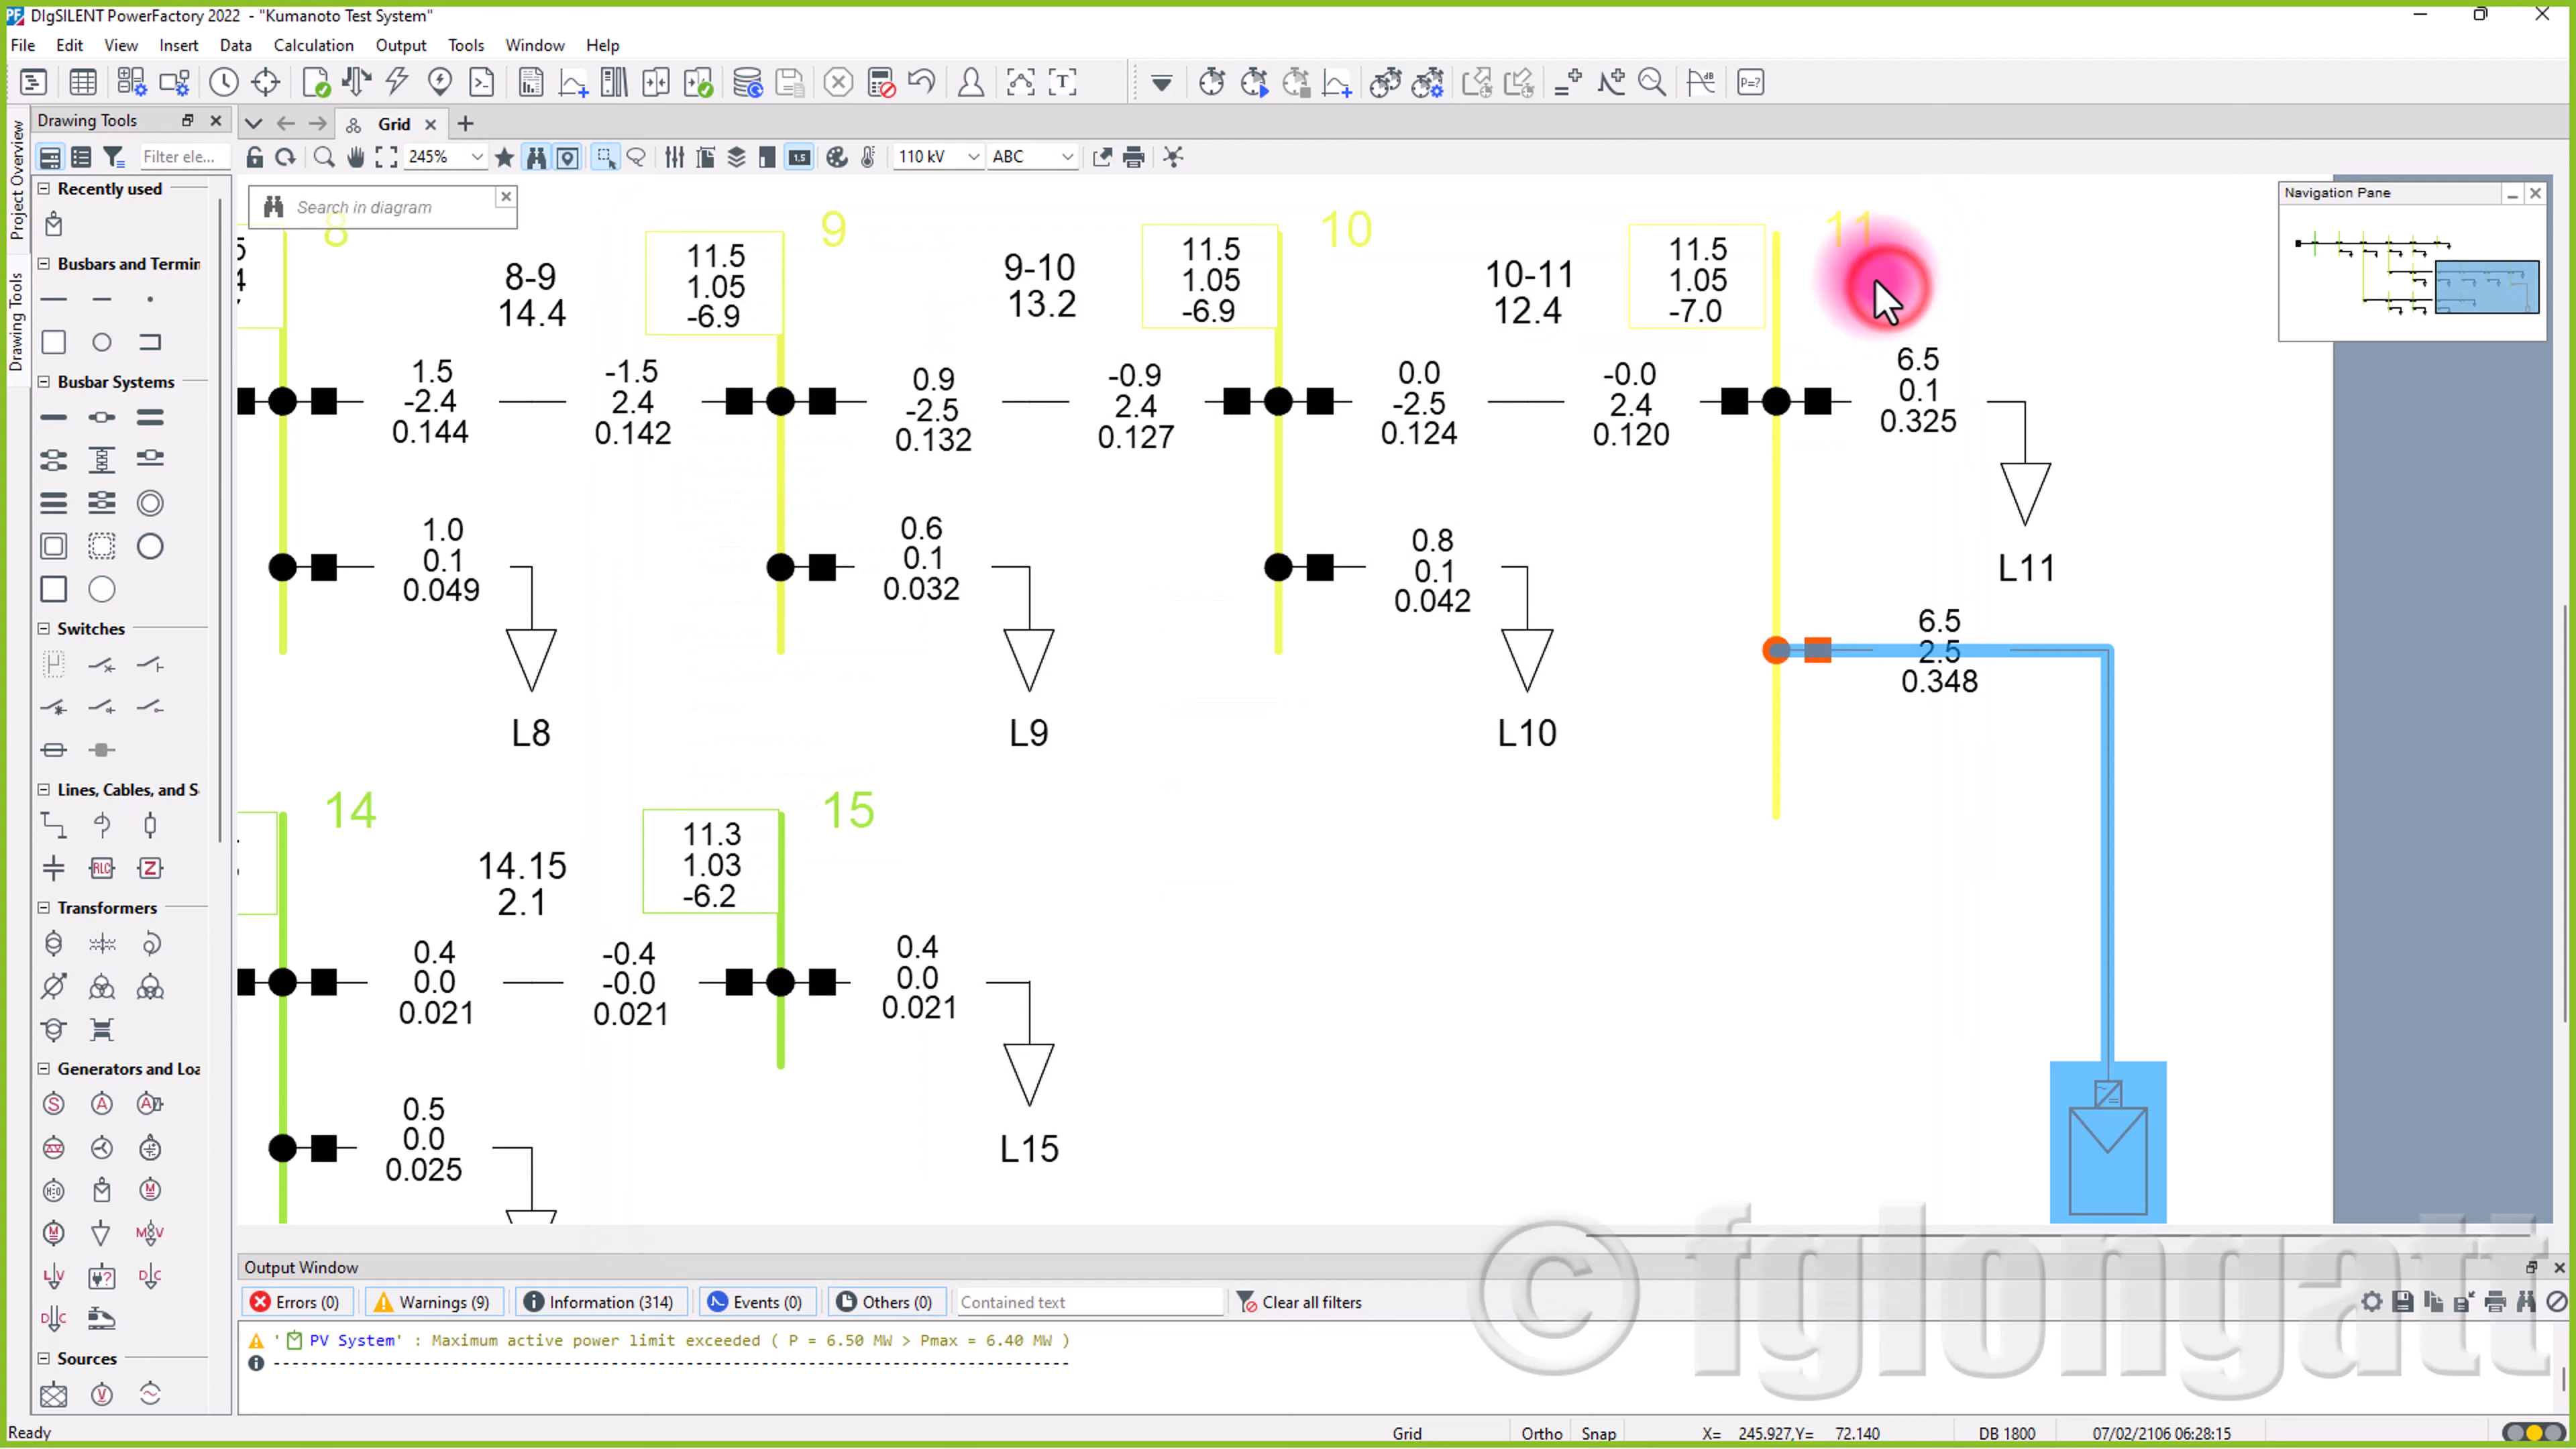 DIgSILENT PowerFactory 2022 - "Kumanoto Test System"
File Edit View Insert Data Calculation Output Tools Window Help
Project Overview
Drawing Tools
Drawing Tools
Filter ele...
Recently used
Busbars and Termin
Busbar Systems
Switches
Lines, Cables, and S
Transformers
Generators and Loa
Sources
Grid
245%
1.5
110 kV
ABC
P=?
Search in diagram
Navigation Pane
8
9
10
11
8-9
14.4
11.5
1.05
-6.9
9-10
13.2
11.5
1.05
-6.9
10-11
12.4
11.5
1.05
-7.0
1.5
-2.4
0.144
-1.5
2.4
0.142
0.9
-2.5
0.132
-0.9
2.4
0.127
0.0
-2.5
0.124
-0.0
2.4
0.120
6.5
0.1
0.325
1.0
0.1
0.049
0.6
0.1
0.032
0.8
0.1
0.042
L11
6.5
2.5
0.348
L8
L9
L10
14
15
14.15
2.1
11.3
1.03
-6.2
0.4
0.0
0.021
-0.4
-0.0
0.021
0.4
0.0
0.021
0.5
0.0
0.025
L15
Output Window
Errors (0) Warnings (9) Information (314) Events (0) Others (0) Contained text Clear all filters
' PV System' : Maximum active power limit exceeded ( P = 6.50 MW > Pmax = 6.40 MW )
© fglongatt
Ready
Grid Ortho Snap X= 245.927,Y= 72.140 DB 1800 07/02/2106 06:28:15